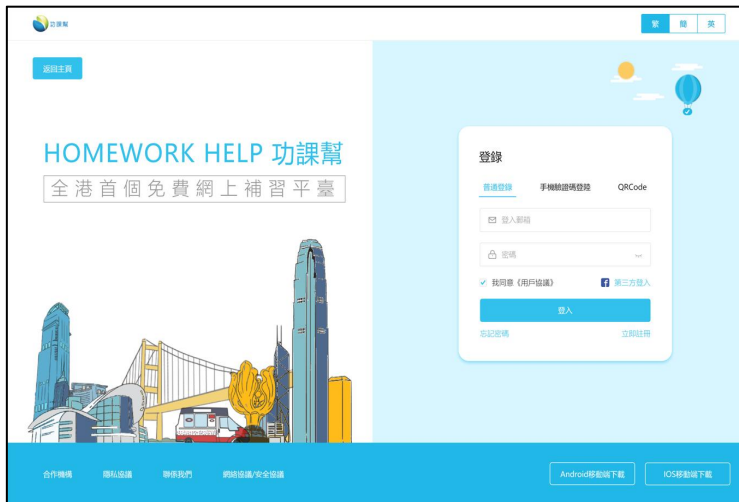 功課幫
繁 簡 英
返回主頁
HOMEWORK HELP 功課幫
全港首個免費網上補習平臺
登錄
普通登錄 手機驗證碼登陸 QRCode
登入郵箱
密碼
我同意《用戶協議》 第三方登入
登入
忘記密碼 立即註冊
合作機構 隱私協議 聯係我們 網絡協議/安全協議 Android移動端下載 IOS移動端下載